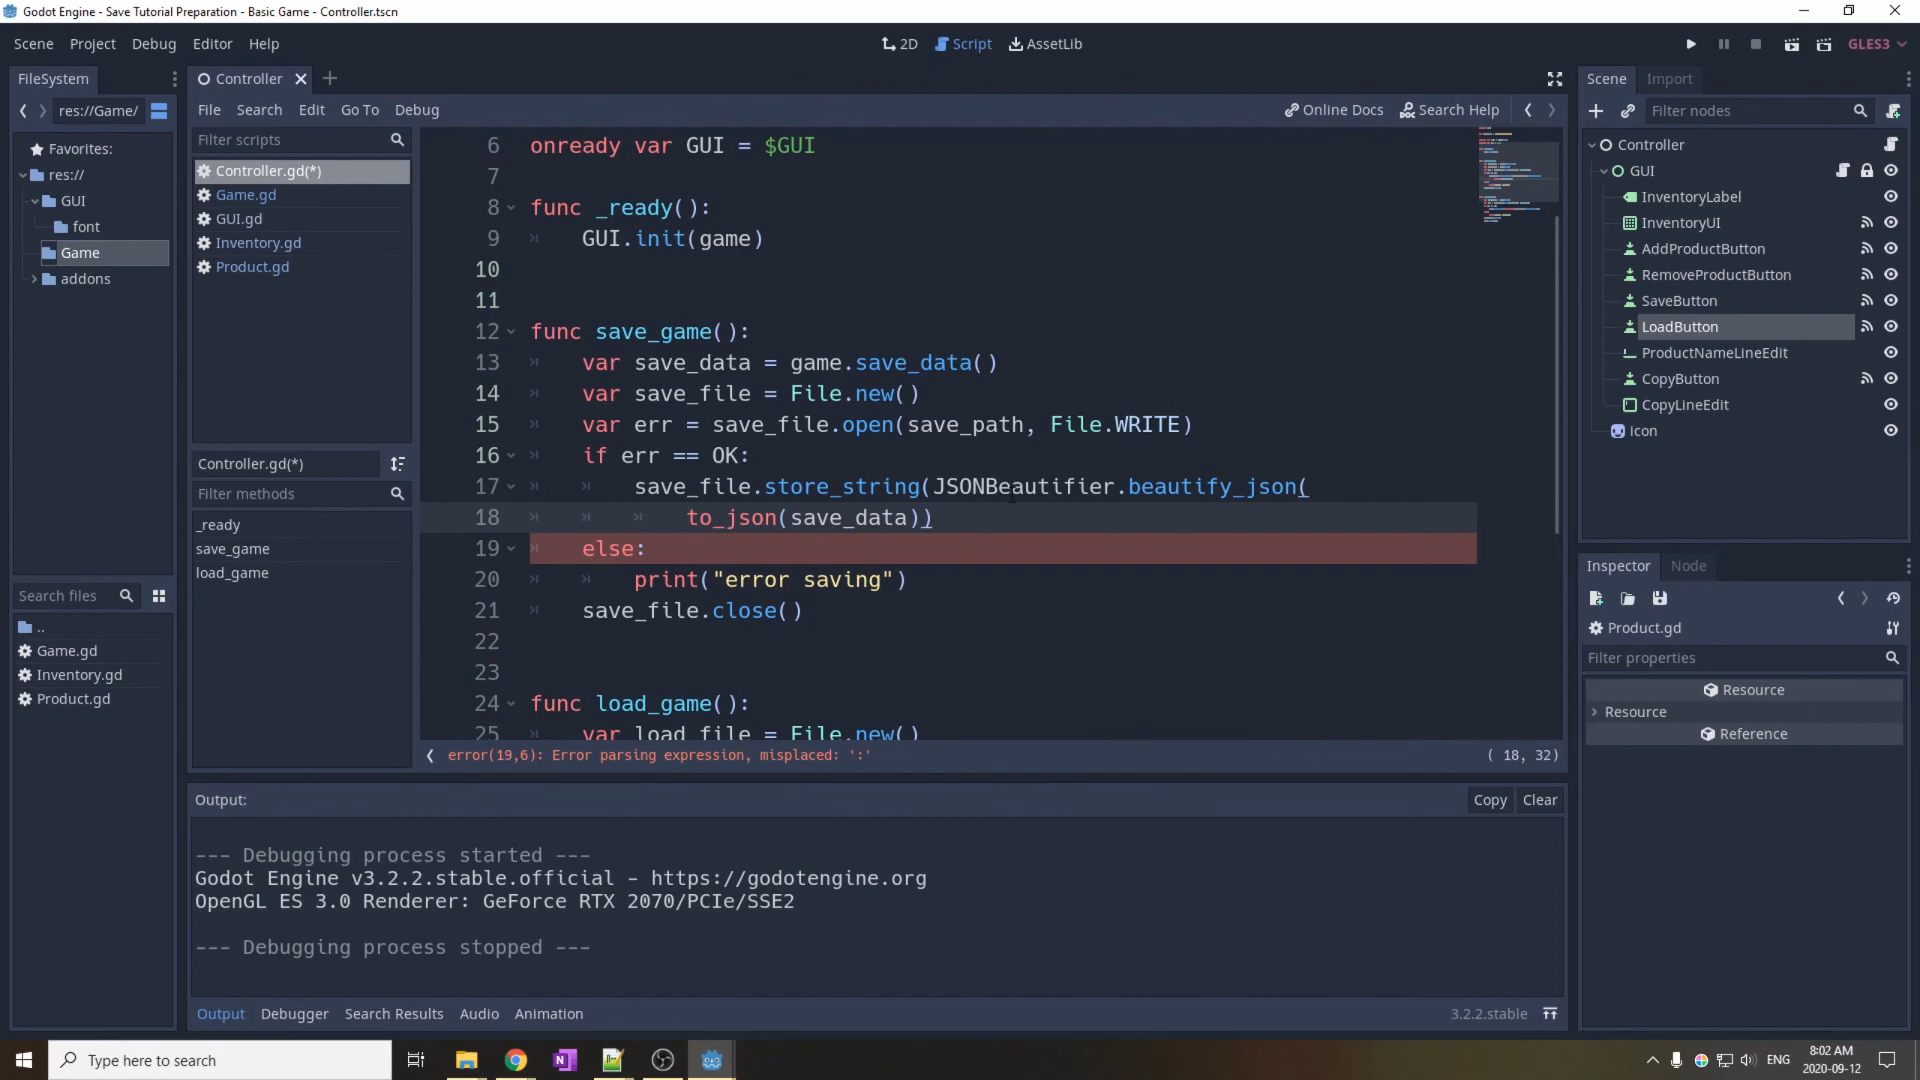 Godot Engine - Save Tutorial Preparation - Basic Game - Controller.tscn
Scene Project Debug Editor Help
2D Script AssetLib
GLES3
FileSystem
res://Game/
Favorites:
res://
GUI
font
Game
addons
Search files
..
Game.gd
Inventory.gd
Product.gd
Controller
File Search Edit Go To Debug
Online Docs Search Help
Filter scripts
Controller.gd(*)
Game.gd
GUI.gd
Inventory.gd
Product.gd
Controller.gd(*)
Filter methods
_ready
save_game
load_game
6 onready var GUI = $GUI
7
8 func _ready():
9 GUI.init(game)
10
11
12 func save_game():
13 var save_data = game.save_data()
14 var save_file = File.new()
15 var err = save_file.open(save_path, File.WRITE)
16 if err == OK:
17 save_file.store_string(JSONBeautifier.beautify_json(
18 to_json(save_data))
19 else:
20 print("error saving")
21 save_file.close()
22
23
24 func load_game():
25 var load_file = File.new()
error(19,6): Error parsing expression, misplaced: ':'
( 18, 32)
Output:
Copy Clear
--- Debugging process started ---
Godot Engine v3.2.2.stable.official - https://godotengine.org
OpenGL ES 3.0 Renderer: GeForce RTX 2070/PCIe/SSE2
--- Debugging process stopped ---
Output Debugger Search Results Audio Animation
3.2.2.stable
Scene Import
Filter nodes
Controller
GUI
InventoryLabel
InventoryUI
AddProductButton
RemoveProductButton
SaveButton
LoadButton
ProductNameLineEdit
CopyButton
CopyLineEdit
icon
Inspector Node
Product.gd
Filter properties
Resource
Resource
Reference
Type here to search
ENG
8:02 AM
2020-09-12